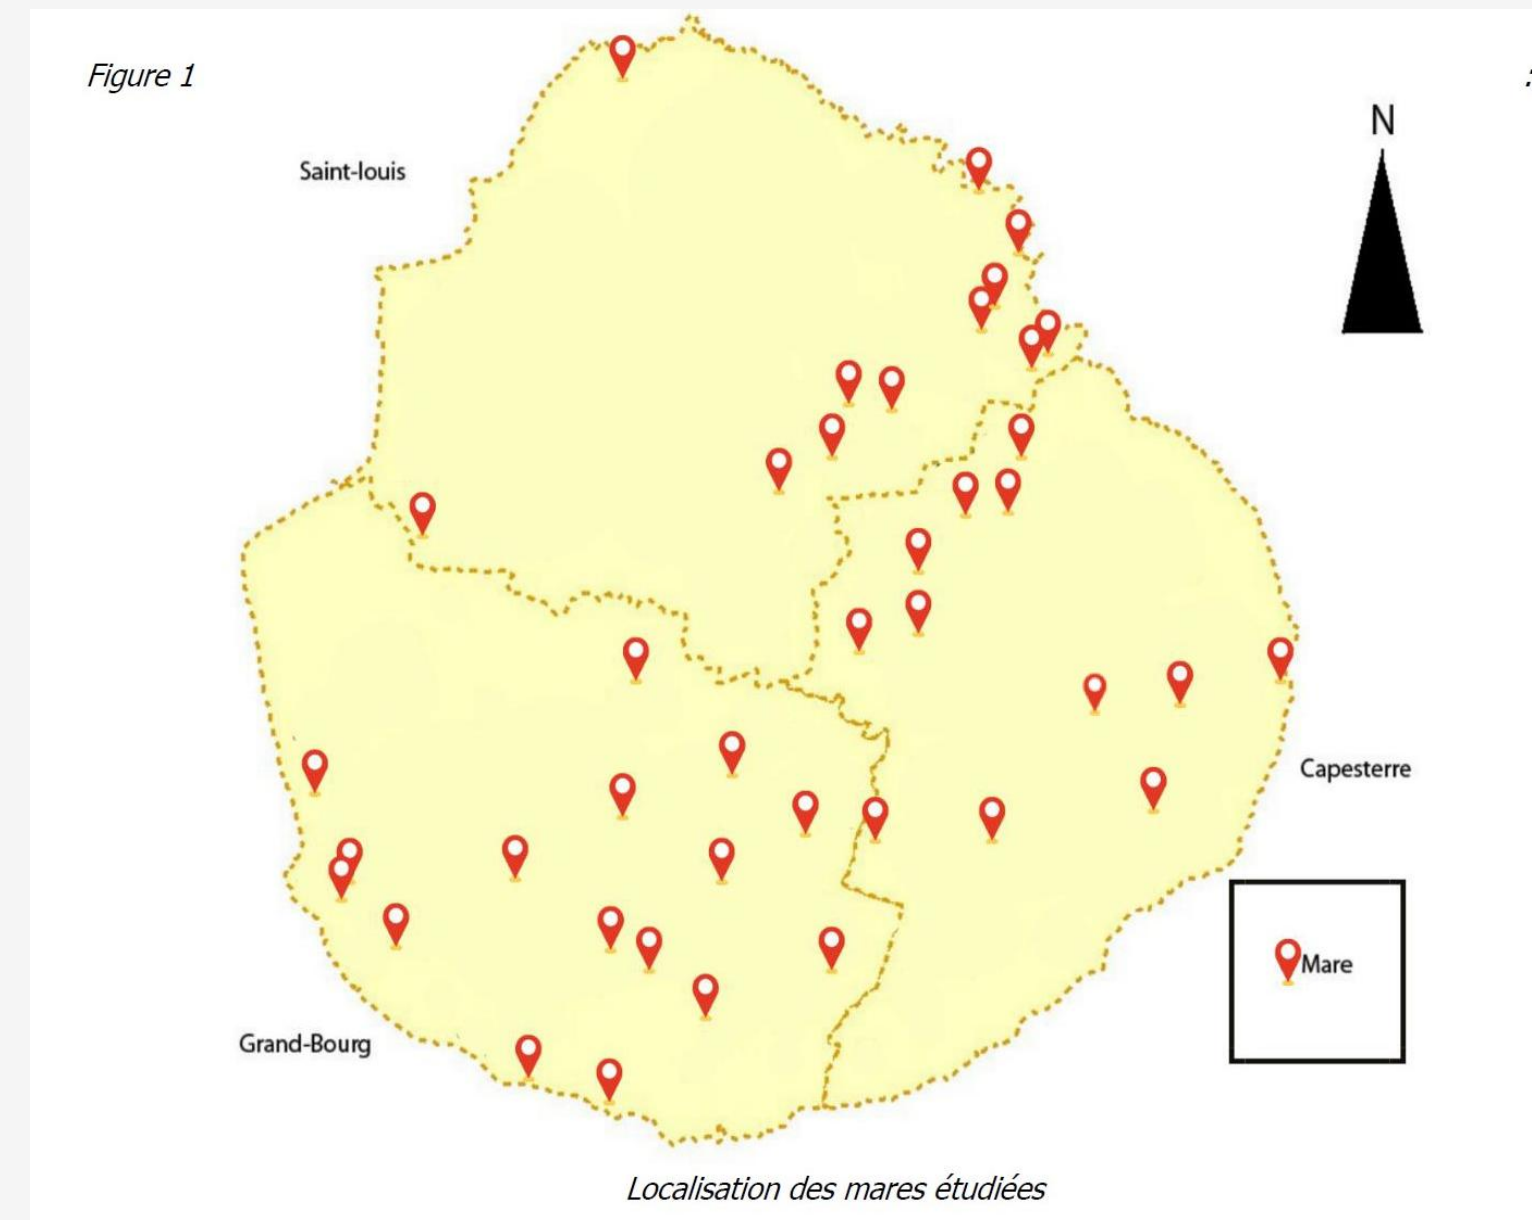 Figure 1
N
Saint-louis
Capesterre
Mare
Grand-Bourg
Localisation des mares étudiées